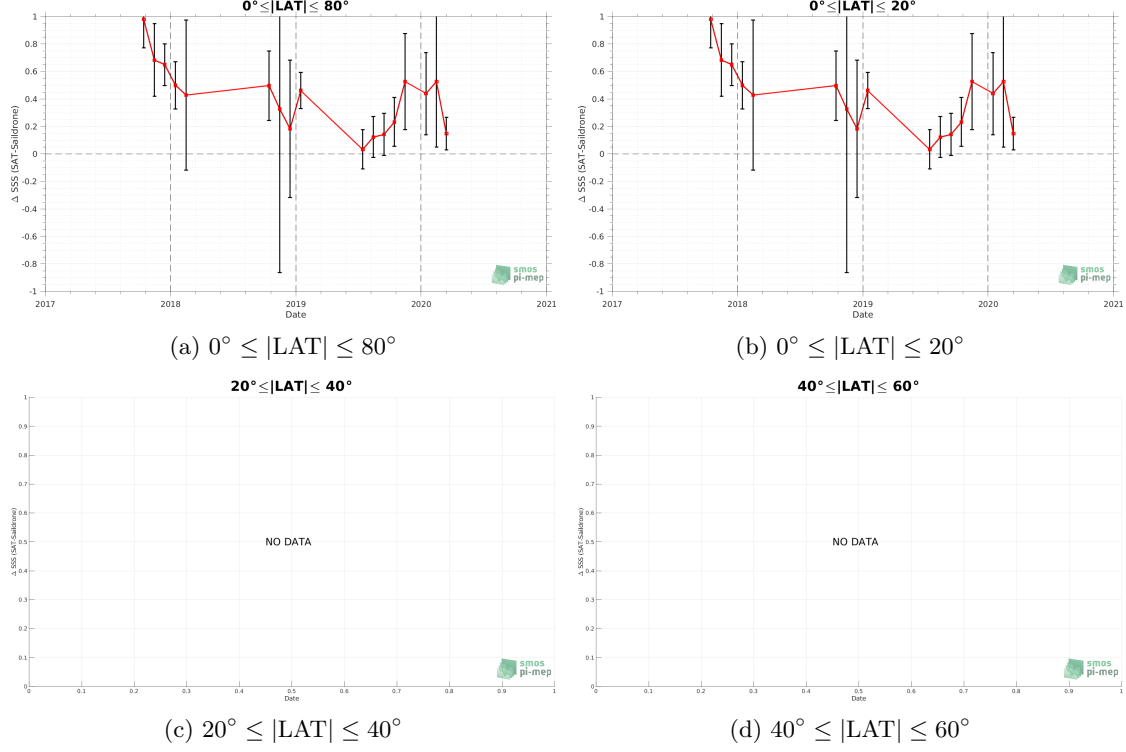 0°≤|LAT|≤ 80°
1
0.8
0.6
0.4
0.2
0
-0.2
-0.4
-0.6
-0.8
-1
Δ SSS (SAT-Saildrone)
2017
2018
2019
2020
2021
Date
smos
pi-mep
(a) 0° ≤ |LAT| ≤ 80°
0°≤|LAT|≤ 20°
1
0.8
0.6
0.4
0.2
0
-0.2
-0.4
-0.6
-0.8
-1
Δ SSS (SAT-Saildrone)
2017
2018
2019
2020
2021
Date
smos
pi-mep
(b) 0° ≤ |LAT| ≤ 20°
20°≤|LAT|≤ 40°
1
0.9
0.8
0.7
0.6
0.5
0.4
0.3
0.2
0.1
0
Δ SSS (SAT-Saildrone)
NO DATA
0
0.1
0.2
0.3
0.4
0.5
0.6
0.7
0.8
0.9
1
Date
smos
pi-mep
(c) 20° ≤ |LAT| ≤ 40°
40°≤|LAT|≤ 60°
1
0.9
0.8
0.7
0.6
0.5
0.4
0.3
0.2
0.1
0
Δ SSS (SAT-Saildrone)
NO DATA
0
0.1
0.2
0.3
0.4
0.5
0.6
0.7
0.8
0.9
1
Date
smos
pi-mep
(d) 40° ≤ |LAT| ≤ 60°